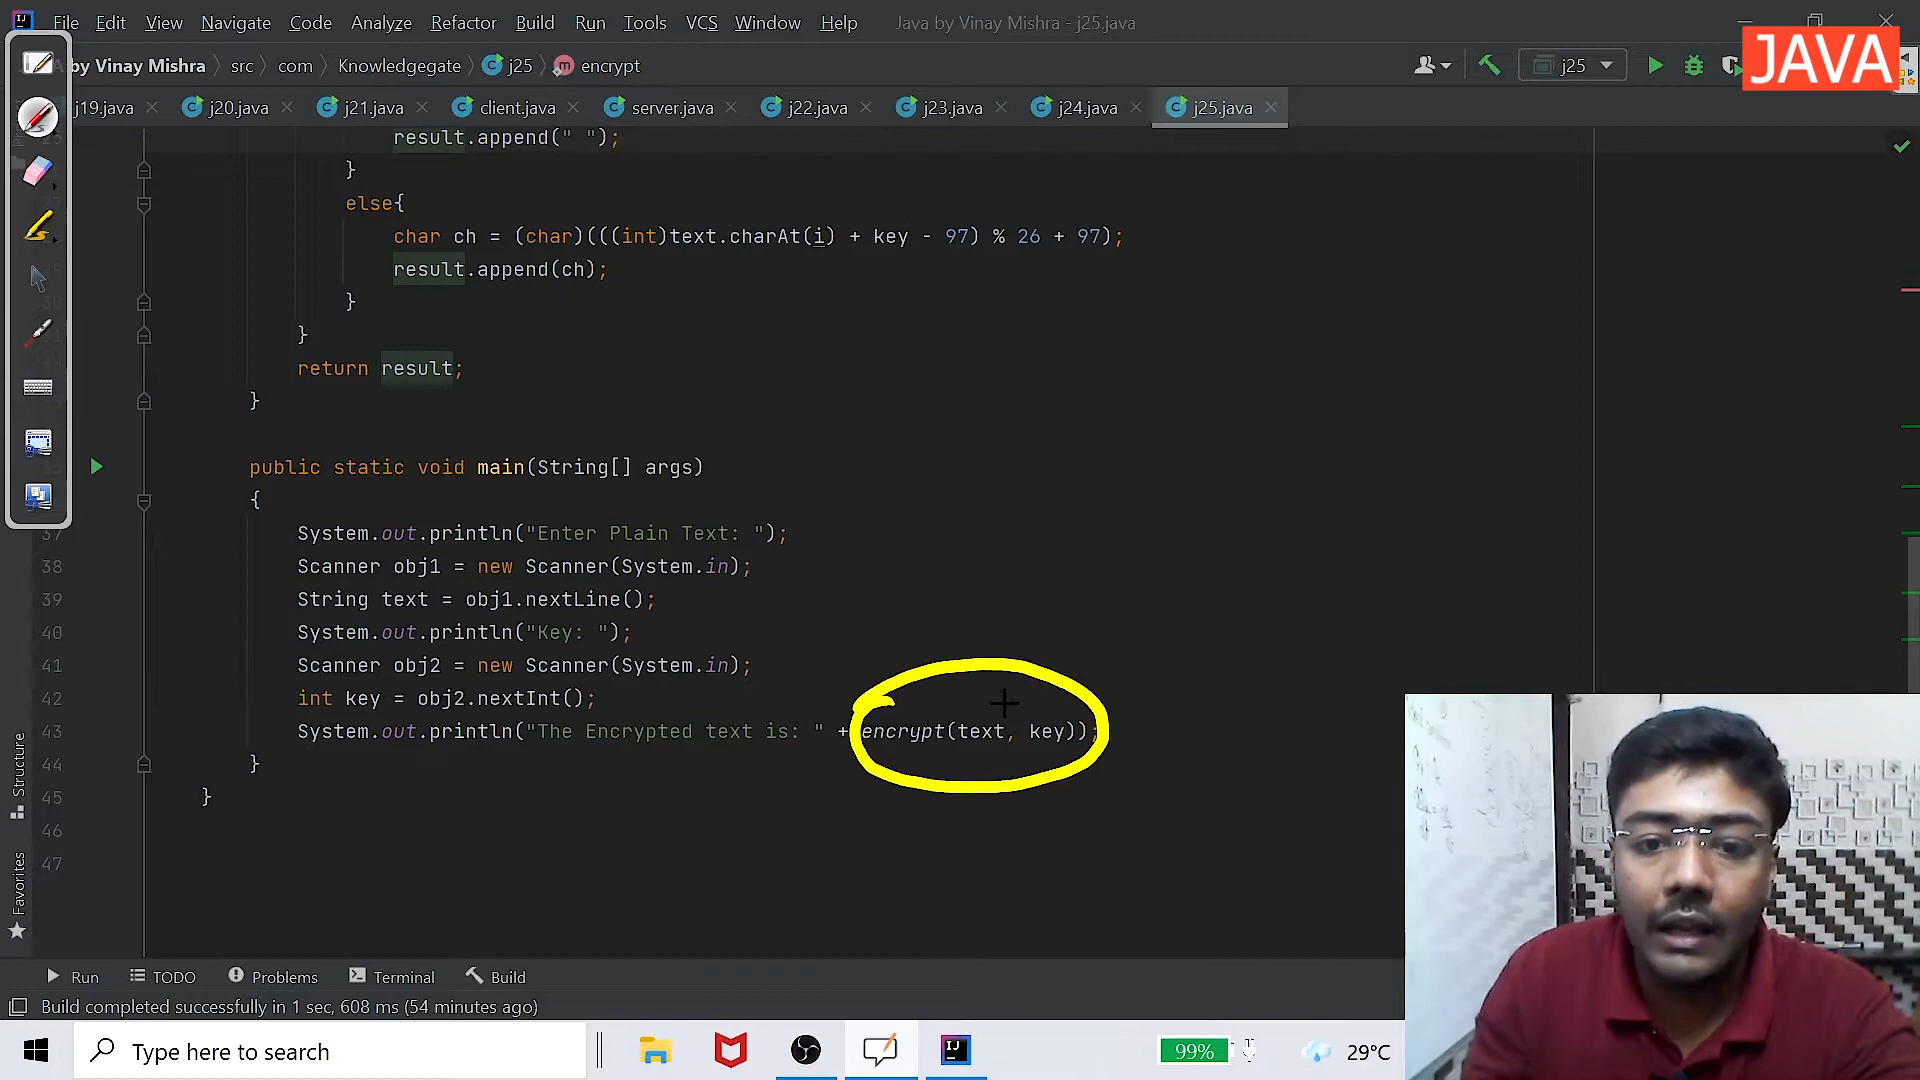 File Edit View Navigate Code Analyze Refactor Build Run Tools VCS Window Help Java by Vinay Mishra - j25.java
JAVA
by Vinay Mishra src com Knowledgegate j25 encrypt j25
j19.java j20.java j21.java client.java server.java j22.java j23.java j24.java j25.java
result.append(" ");
}
else{
char ch = (char)(((int)text.charAt(i) + key - 97) % 26 + 97);
result.append(ch);
}
}
return result;
}
public static void main(String[] args)
{
37 System.out.println("Enter Plain Text: ");
38 Scanner obj1 = new Scanner(System.in);
39 String text = obj1.nextLine();
40 System.out.println("Key: ");
41 Scanner obj2 = new Scanner(System.in);
42 int key = obj2.nextInt();
43 System.out.println("The Encrypted text is: " + encrypt(text, key));
44 }
45 }
46
47
Structure
Favorites
Run TODO Problems Terminal Build
Build completed successfully in 1 sec, 608 ms (54 minutes ago)
Type here to search 99% 29°C